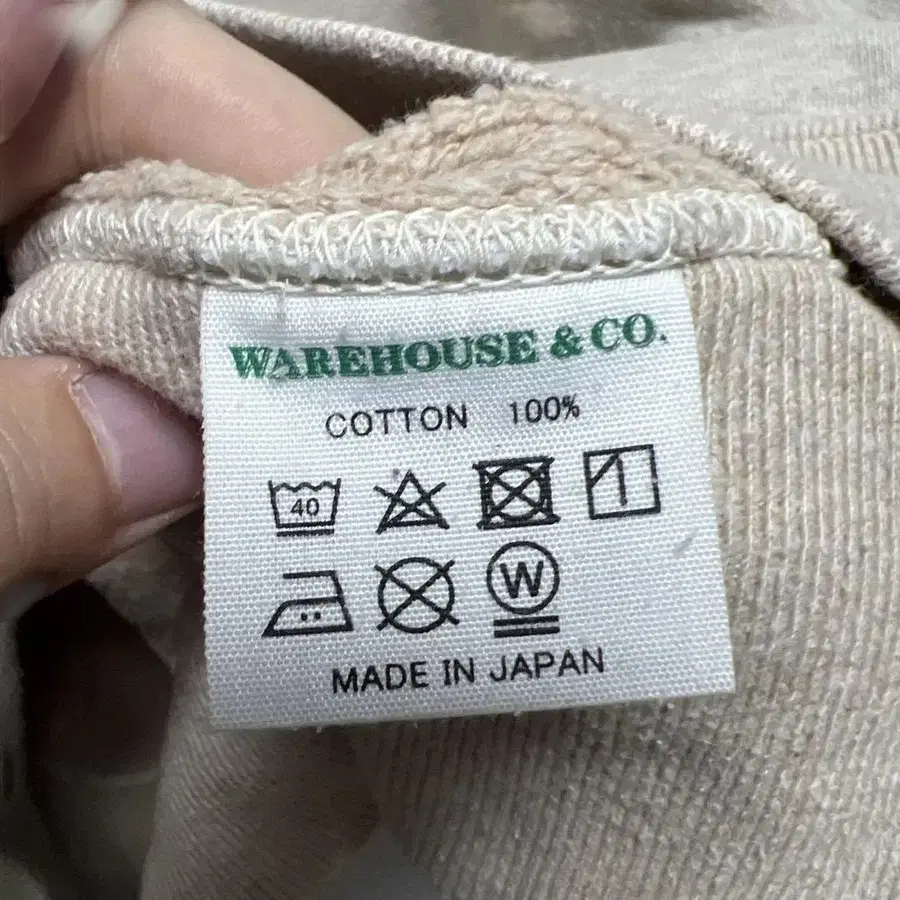 WAREHOUSE & CO.
COTTON 100%
40
W
MADE IN JAPAN